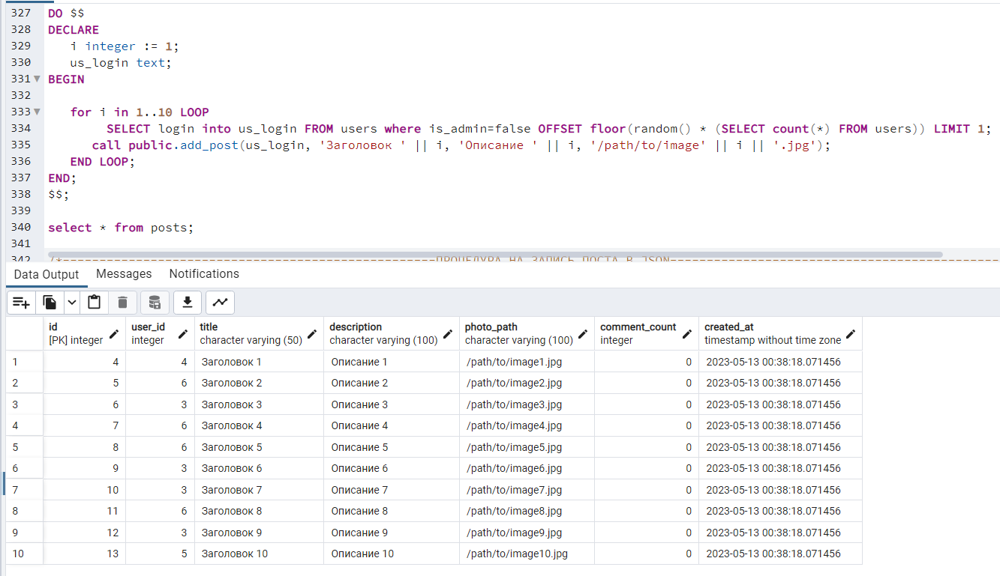 327 DO $$
328 DECLARE
329 i integer := 1;
330 us_login text;
331 BEGIN
332
333 for i in 1..10 LOOP
334 SELECT login into us_login FROM users where is_admin=false OFFSET floor(random() * (SELECT count(*) FROM users)) LIMIT 1;
335 call public.add_post(us_login, 'Заголовок ' || i, 'Описание ' || i, '/path/to/image' || i || '.jpg');
336 END LOOP;
337 END;
338 $$;
339
340 select * from posts;
341
342 /*----------------------------------------------------ПРОЦЕДУРА НА ЗАПИСЬ ПОСТА В JSON----------------------------------------------
Data Output Messages Notifications
id user_id title description photo_path comment_count created_at
[PK] integer integer character varying (50) character varying (100) character varying (100) integer timestamp without time zone
1 4 4 Заголовок 1 Описание 1 /path/to/image1.jpg 0 2023-05-13 00:38:18.071456
2 5 6 Заголовок 2 Описание 2 /path/to/image2.jpg 0 2023-05-13 00:38:18.071456
3 6 3 Заголовок 3 Описание 3 /path/to/image3.jpg 0 2023-05-13 00:38:18.071456
4 7 6 Заголовок 4 Описание 4 /path/to/image4.jpg 0 2023-05-13 00:38:18.071456
5 8 6 Заголовок 5 Описание 5 /path/to/image5.jpg 0 2023-05-13 00:38:18.071456
6 9 3 Заголовок 6 Описание 6 /path/to/image6.jpg 0 2023-05-13 00:38:18.071456
7 10 3 Заголовок 7 Описание 7 /path/to/image7.jpg 0 2023-05-13 00:38:18.071456
8 11 6 Заголовок 8 Описание 8 /path/to/image8.jpg 0 2023-05-13 00:38:18.071456
9 12 3 Заголовок 9 Описание 9 /path/to/image9.jpg 0 2023-05-13 00:38:18.071456
10 13 5 Заголовок 10 Описание 10 /path/to/image10.jpg 0 2023-05-13 00:38:18.071456